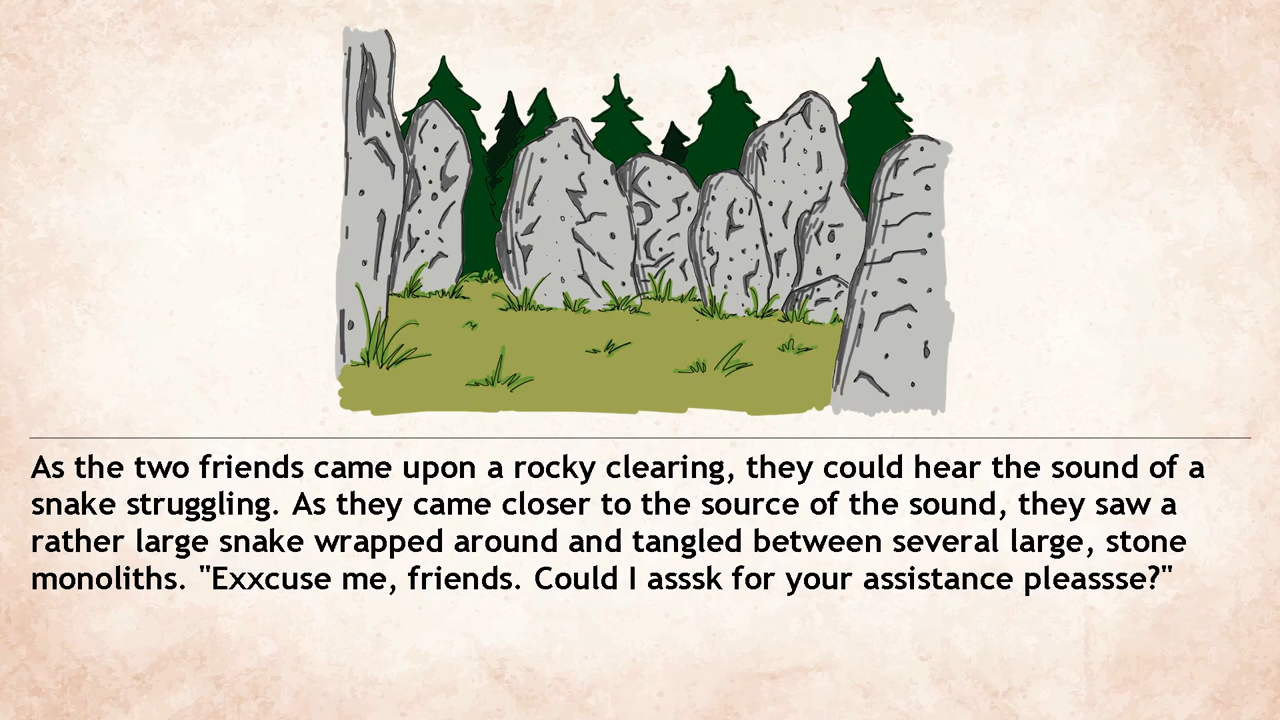 As the two friends came upon a rocky clearing, they could hear the sound of a
snake struggling. As they came closer to the source of the sound, they saw a
rather large snake wrapped around and tangled between several large, stone
monoliths. "Exxcuse me, friends. Could I asssk for your assistance pleassse?"